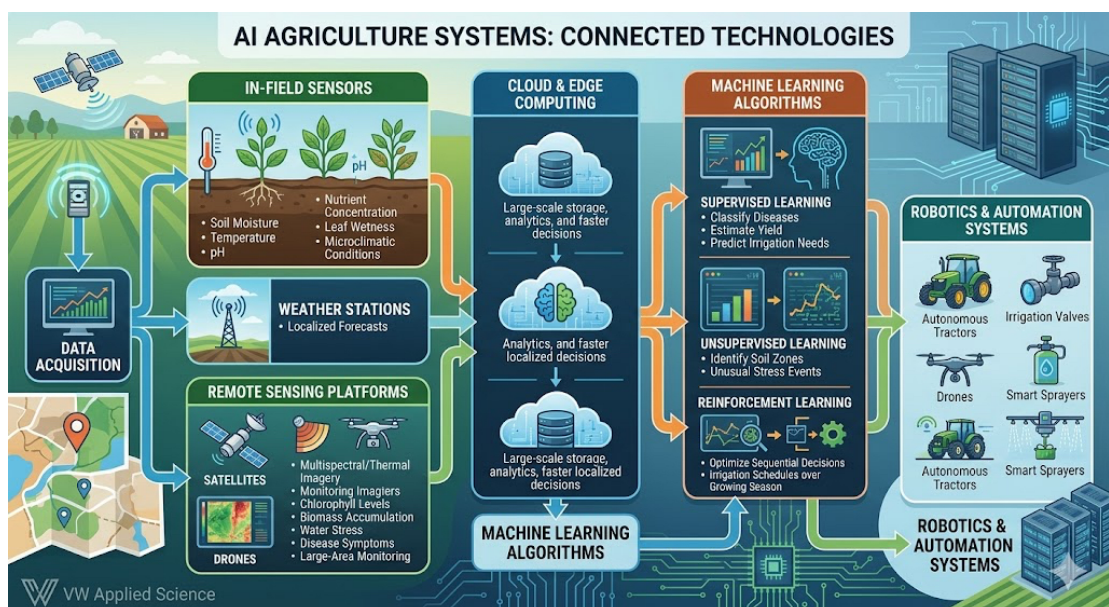 AI AGRICULTURE SYSTEMS: CONNECTED TECHNOLOGIES
DATA
ACQUISITION
IN-FIELD SENSORS
pH
• Soil Moisture
• Temperature
• pH
• Nutrient
Concentration
• Leaf Wetness
• Microclimatic
Conditions
WEATHER STATIONS
• Localized Forecasts
REMOTE SENSING PLATFORMS
SATELLITES
DRONES
• Multispectral/Thermal
Imagery
• Monitoring Imagiers
• Chlorophyll Levels
• Biomass Accumulation
• Water Stress
• Disease Symptoms
• Large-Area Monitoring
CLOUD & EDGE
COMPUTING
Large-scale storage,
analytics, and faster
decisions
Analytics, and faster
localized decisions
Large-scale storage,
analytics, faster localized
decisions
MACHINE LEARNING
ALGORITHMS
MACHINE LEARNING
ALGORITHMS
SUPERVISED LEARNING
• Classify Diseases
• Estimate Yield
• Predict Irrigation Needs
UNSUPERVISED LEARNING
• Identify Soil Zones
• Unusual Stress Events
REINFORCEMENT LEARNING
• Optimize Sequential Decisions
• Irrigation Schedules over
Growing Season
ROBOTICS & AUTOMATION
SYSTEMS
Autonomous
Tractors
Irrigation Valves
Drones
Smart Sprayers
Autonomous
Tractors
Smart Sprayers
ROBOTICS &
AUTOMATION
SYSTEMS
VW Applied Science